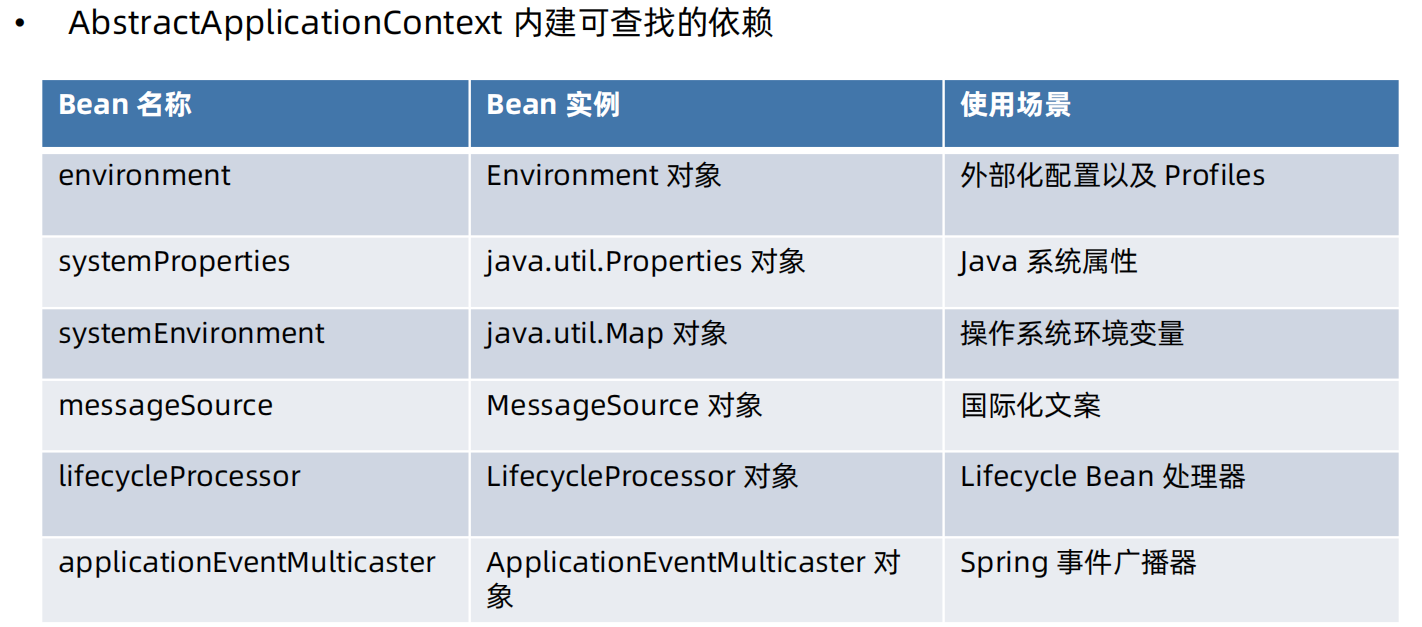 • AbstractApplicationContext 内建可查找的依赖
Bean 名称 Bean 实例 使用场景
environment Environment 对象 外部化配置以及 Profiles
systemProperties java.util.Properties 对象 Java 系统属性
systemEnvironment java.util.Map 对象 操作系统环境变量
messageSource MessageSource 对象 国际化文案
lifecycleProcessor LifecycleProcessor 对象 Lifecycle Bean 处理器
applicationEventMulticaster ApplicationEventMulticaster 对 Spring 事件广播器
象